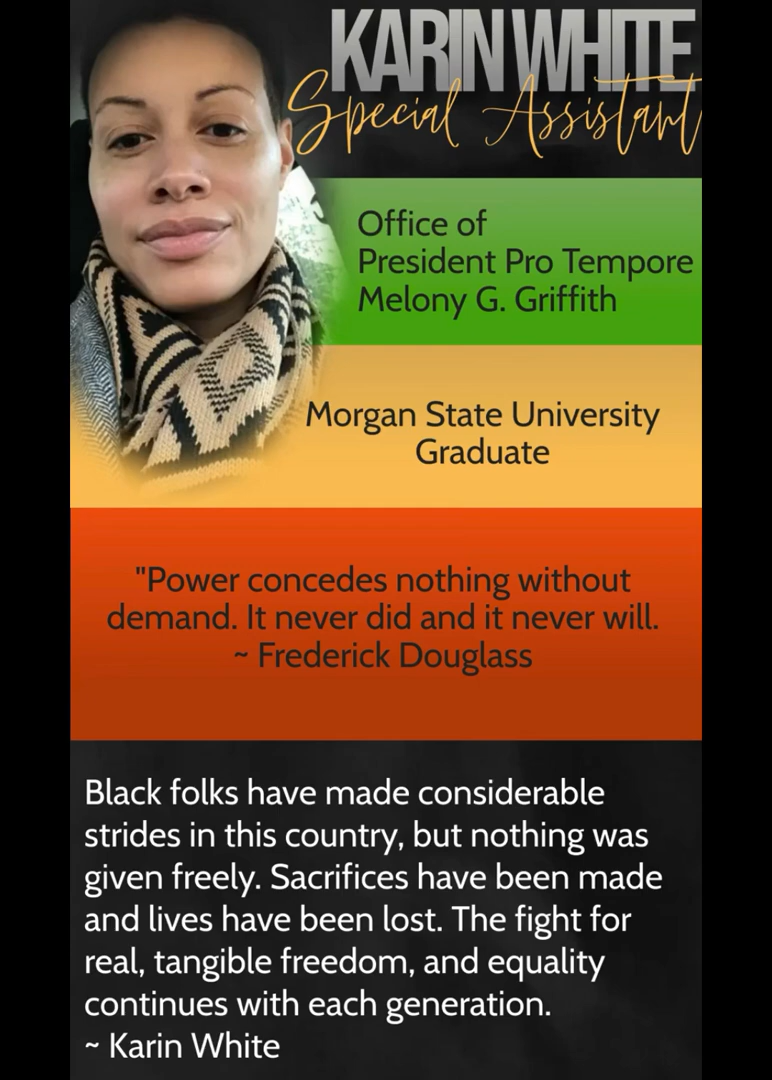 KARIN WHITE
Special Assistant
Office of
President Pro Tempore
Melony G. Griffith
Morgan State University
Graduate
"Power concedes nothing without
demand. It never did and it never will.
~ Frederick Douglass
Black folks have made considerable
strides in this country, but nothing was
given freely. Sacrifices have been made
and lives have been lost. The fight for
real, tangible freedom, and equality
continues with each generation.
~ Karin White